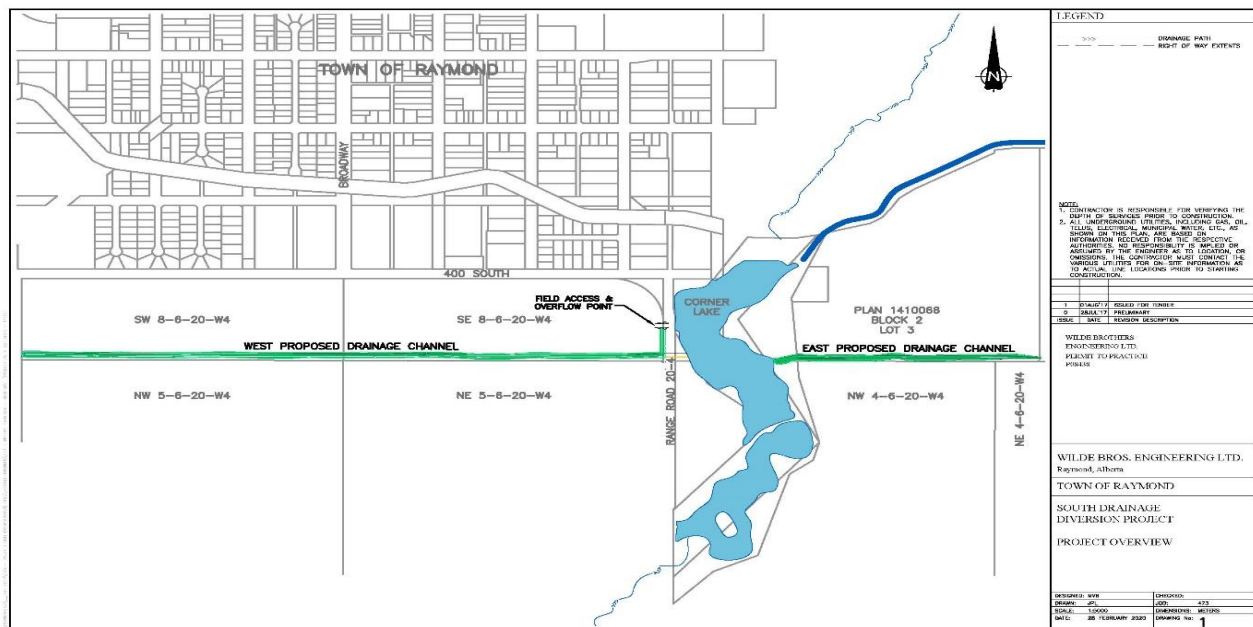 TOWN OF RAYMOND
BROADWAY
400 SOUTH
SW 8-6-20-W4
SE 8-6-20-W4
FIELD ACCESS &
OVERFLOW POINT
CORNER
LAKE
PLAN 1410066
BLOCK 2
LOT 3
WEST PROPOSED DRAINAGE CHANNEL
EAST PROPOSED DRAINAGE CHANNEL
NW 5-6-20-W4
NE 5-6-20-W4
RANGE ROAD 20-4
NW 4-6-20-W4
NE 4-6-20-W4
N
LEGEND
>>> DRAINAGE PATH
RIGHT OF WAY EXTENTS
NOTE:
1. CONTRACTOR IS RESPONSIBLE FOR VERIFYING THE
DEPTH OF SERVICES PRIOR TO CONSTRUCTION.
2. ALL UNDERGROUND UTILITIES, INCLUDING GAS, OIL,
TELUS, ELECTRICAL, MUNICIPAL WATER, ETC., AS
SHOWN ON THIS PLAN, ARE BASED ON
INFORMATION RECEIVED FROM THE RESPECTIVE
AUTHORITIES. NO RESPONSIBILITY IS IMPLIED OR
ASSUMED BY THE ENGINEER AS TO LOCATION, OR
OMISSIONS. THE CONTRACTOR MUST CONTACT THE
VARIOUS UTILITIES FOR ON-SITE INFORMATION AS
TO ACTUAL LINE LOCATIONS PRIOR TO STARTING
CONSTRUCTION.
1 01AUG'17 ISSUED FOR TENDER
0 28JUL'17 PRELIMINARY
ISSUE DATE REVISION DESCRIPTION
WILDE BROTHERS
ENGINEERING LTD.
PERMIT TO PRACTICE
WILDE BROS. ENGINEERING LTD.
Raymond, Alberta
TOWN OF RAYMOND
SOUTH DRAINAGE
DIVERSION PROJECT
PROJECT OVERVIEW
DESIGNED: CHECKED:
DRAWN: JPL JOB: 473
SCALE: 1:5000 DIMENSIONS: METERS
DATE: 28 FEBRUARY 2020 DRAWING No: 1